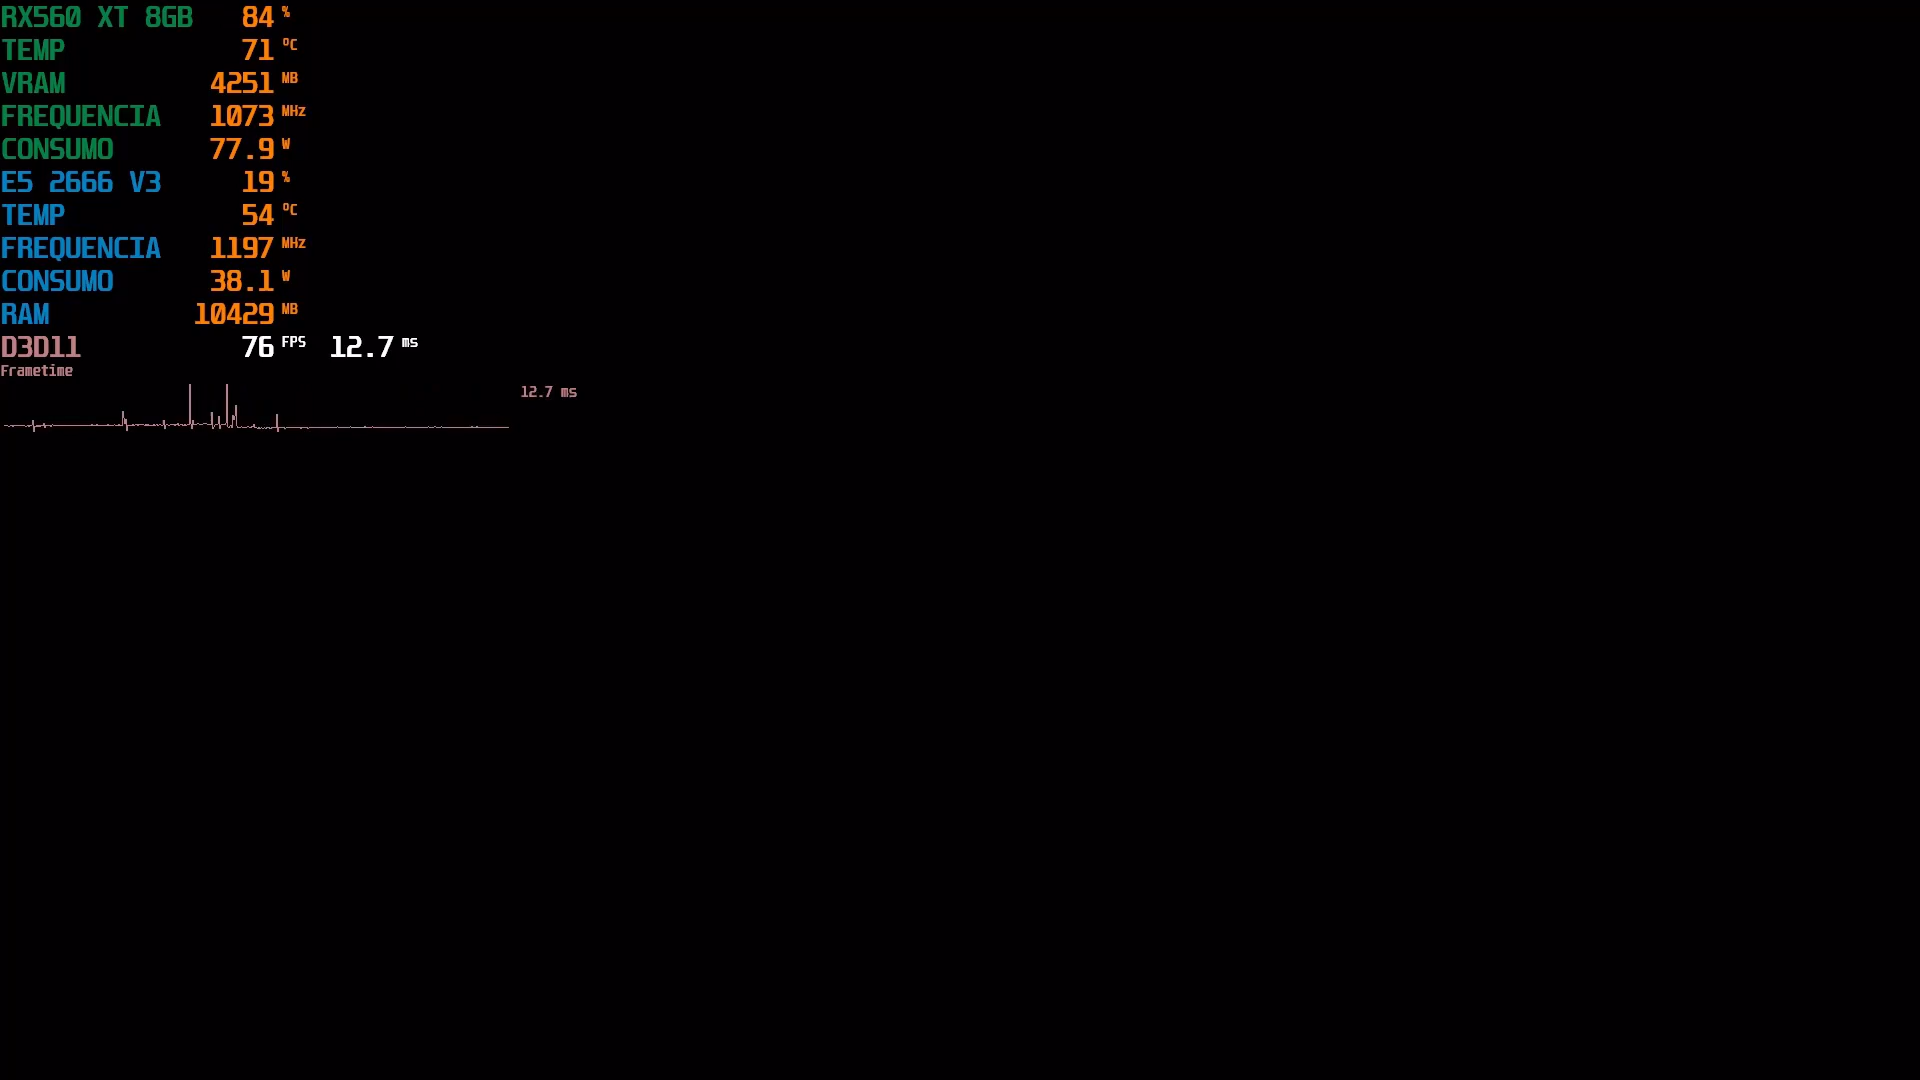 RX560 XT 8GB 84 %
TEMP 71 °C
VRAM 4251 MB
FREQUENCIA 1073 MHz
CONSUMO 77.9 W
E5 2666 V3 19 %
TEMP 54 °C
FREQUENCIA 1197 MHz
CONSUMO 38.1 W
RAM 10429 MB
D3D11 76 FPS 12.7 ms
Frametime
12.7 ms